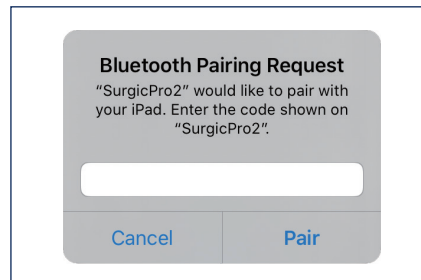 Bluetooth Pairing Request
“SurgicPro2” would like to pair with
your iPad. Enter the code shown on
“SurgicPro2”.
Cancel
Pair